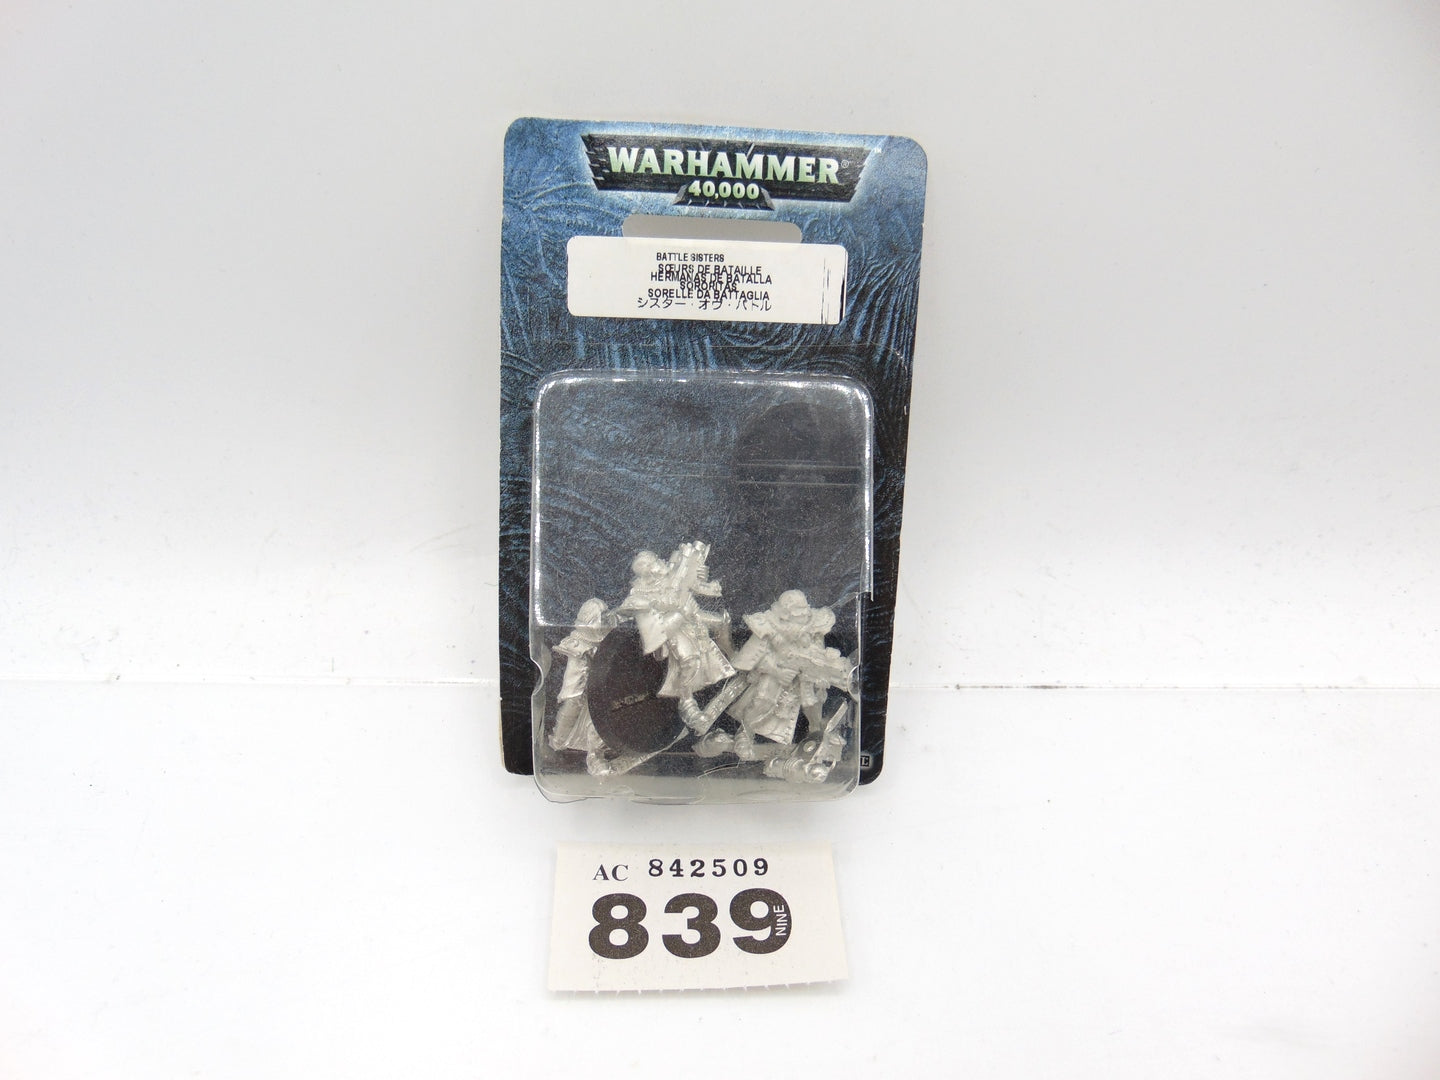 WARHAMMER®
40,000
BATTLE SISTERS
SŒURS DE BATAILLE
HERMANAS DE BATALLA
SORORITAS
SORELLE DA BATTAGLIA
シスター・オヴ・バトル
AC 842509
839
NINE